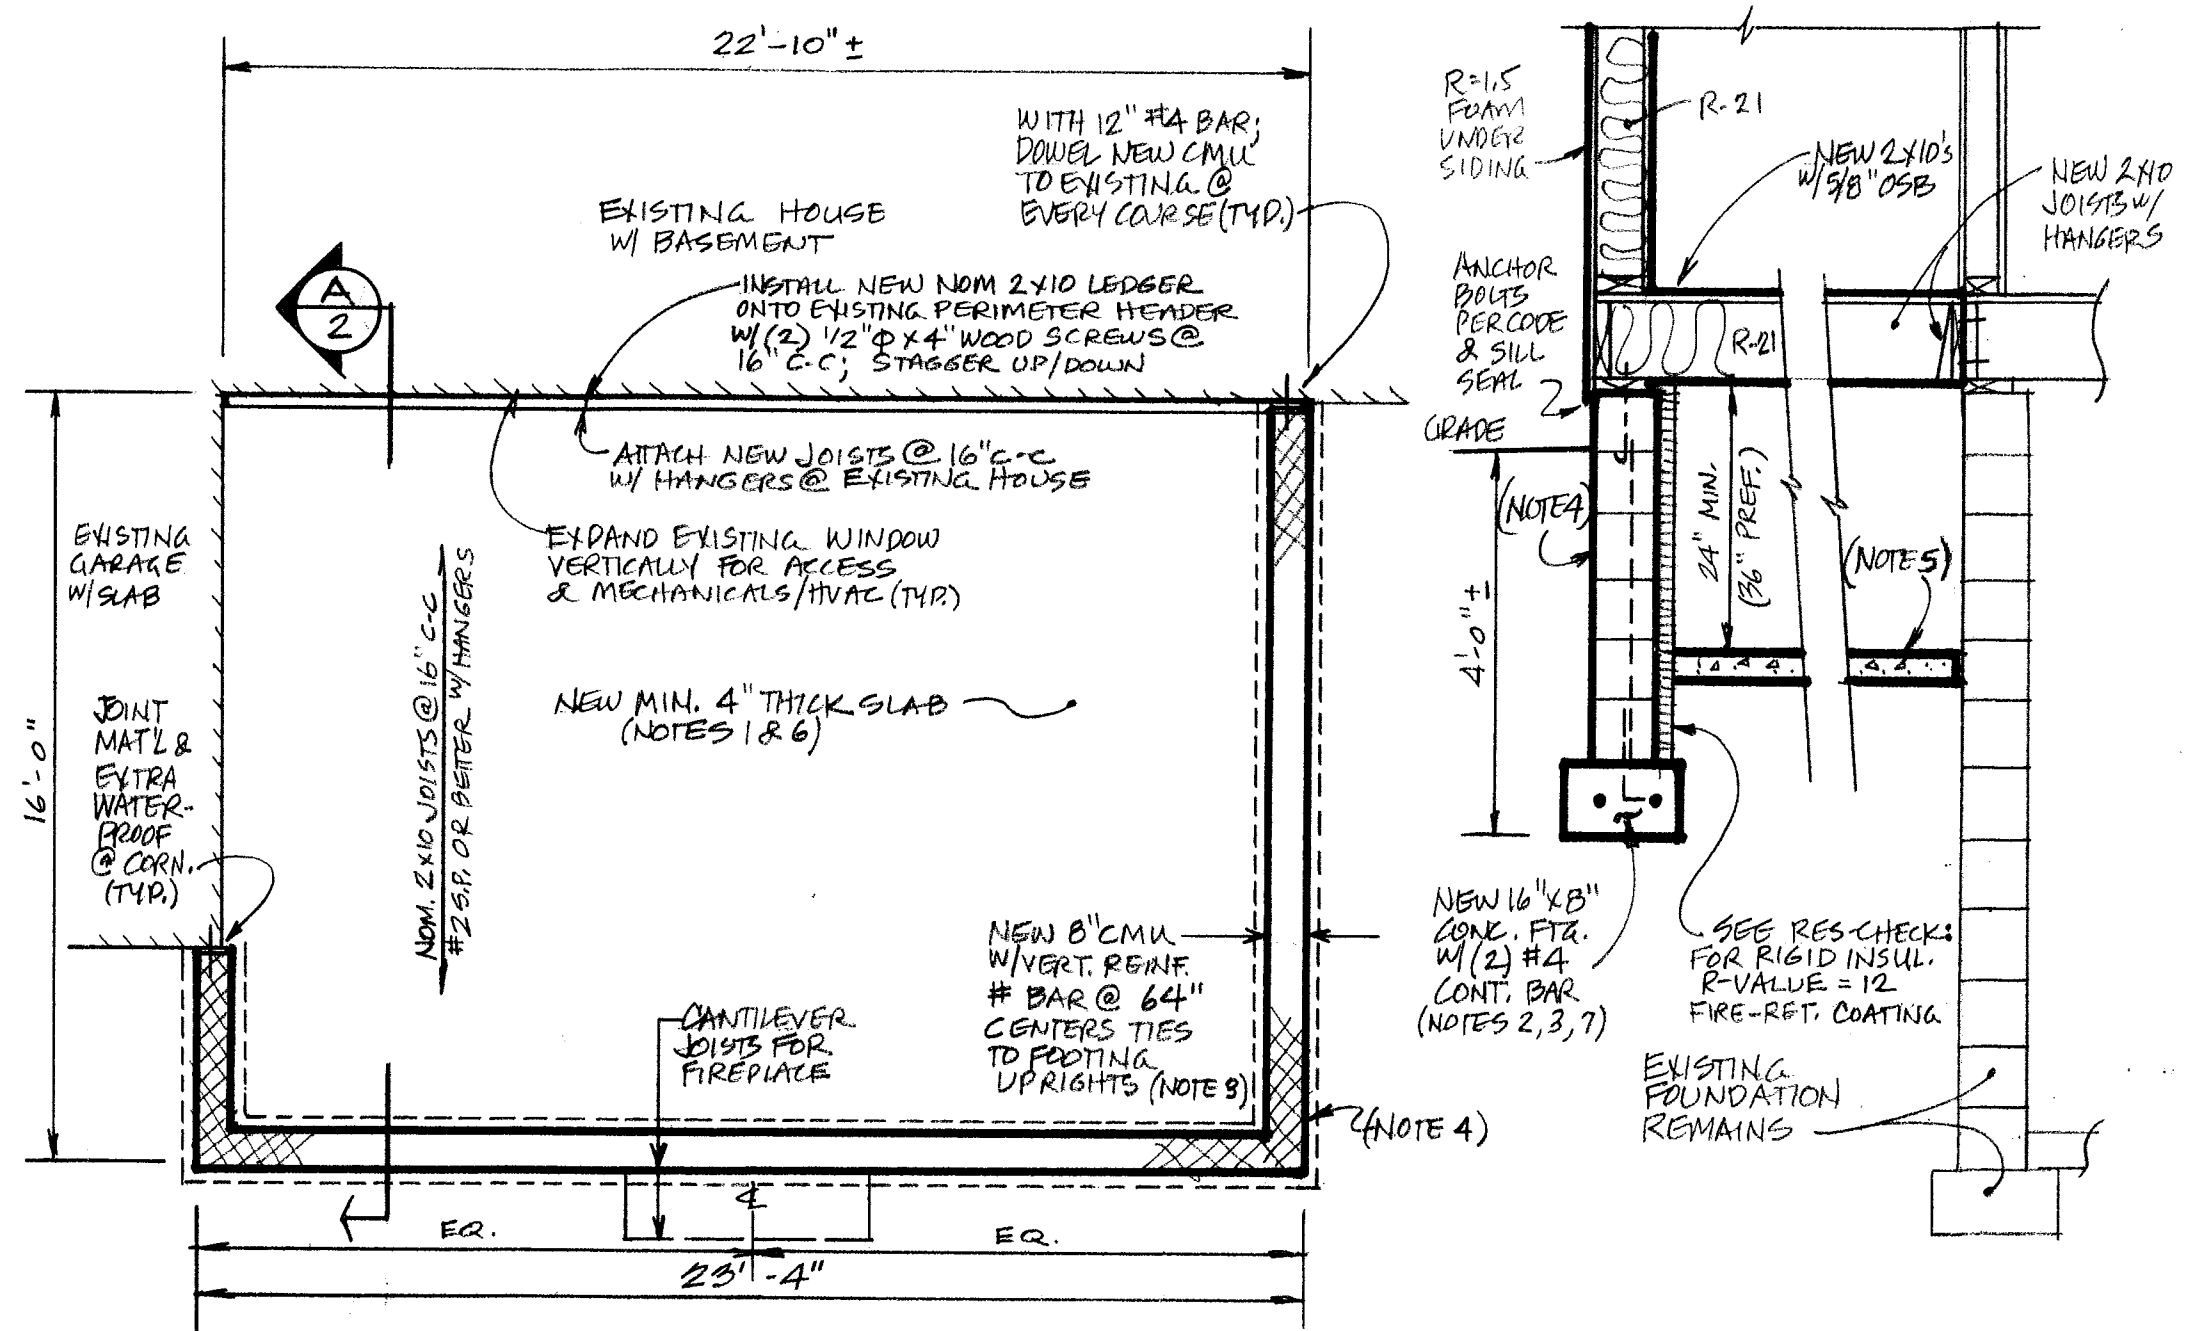 22'-10" ±
WITH 12" #4 BAR;
DOWEL NEW CMU
TO EXISTING @
EVERY COURSE (TYP.)
EXISTING HOUSE
W/ BASEMENT
A
2
INSTALL NEW NOM 2X10 LEDGER
ONTO EXISTING PERIMETER HEADER
W/ (2) 1/2"Φ X 4" WOOD SCREWS @
16" C-C; STAGGER UP/DOWN
ATTACH NEW JOISTS @ 16" C-C
W/ HANGERS @ EXISTING HOUSE
EXPAND EXISTING WINDOW
VERTICALLY FOR ACCESS
& MECHANICALS/HVAC (TYP.)
EXISTING
GARAGE
W/SLAB
16'-0"
JOINT
MAT'L &
EXTRA
WATER-
PROOF
@ CORN.
(TYP.)
NOM. 2X10 JOISTS @ 16" C-C
#2 S.P. OR BETTER W/ HANGERS
NEW MIN. 4" THICK SLAB
(NOTES 1 & 6)
NEW 8" CMU
W/VERT. REINF.
# BAR @ 64"
CENTERS TIES
TO FOOTING
UPRIGHTS (NOTE 3)
CANTILEVER
JOISTS FOR
FIREPLACE
(NOTE 4)
℄
EQ.
EQ.
23'-4"
R=1.5
FOAM
UNDER
SIDING
R-21
NEW 2X10's
W/ 5/8" OSB
NEW 2X10
JOISTS W/
HANGERS
ANCHOR
BOLTS
PER CODE
& SILL
SEAL
R-21
GRADE
(NOTE 4)
24" MIN.
(36" PREF.)
(NOTE 5)
4'-0" ±
NEW 16"X8"
CONC. FTG.
W/ (2) #4
CONT. BAR
(NOTES 2, 3, 7)
SEE RES-CHECK:
FOR RIGID INSUL.
R-VALUE = 12
FIRE-RET. COATING
EXISTING
FOUNDATION
REMAINS